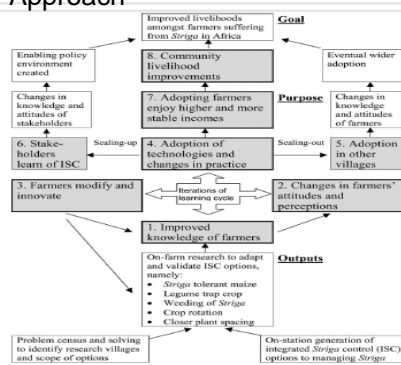 Approach
Improved livelihoods
amongst farmers suffering
from Striga in Africa
Goal
Enabling policy
environment
created
8. Community
livelihood
improvements
Eventual wider
adoption
Changes in
knowledge and
attitudes of
stakeholders
7. Adopting farmers
enjoy higher and more
stable incomes
Purpose
Changes in
knowledge
and attitudes
of farmers
6. Stake-
holders
learn of ISC
Scaling-up
4. Adoption of
technologies and
changes in practice
Scaling-out
5. Adoption
in other
villages
3. Farmers modify and
innovate
Iterations of
learning cycle
2. Changes in farmers'
attitudes and
perceptions
1. Improved
knowledge of farmers
On-farm research to adapt
and validate ISC options,
namely:
• Striga tolerant maize
• Legume trap crop
• Weeding of Striga
• Crop rotation
• Closer plant spacing
Outputs
Problem census and solving
to identify research villages
and scope of options
On-station generation of
integrated Striga control (ISC)
options to managing Striga